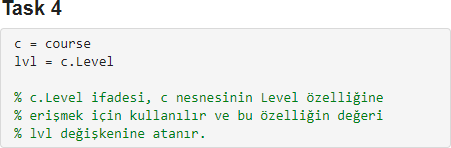 Task 4
c = course
lvl = c.Level
% c.Level ifadesi, c nesnesinin Level özelliğine
% erişmek için kullanılır ve bu özelliğin değeri
% lvl değişkenine atanır.